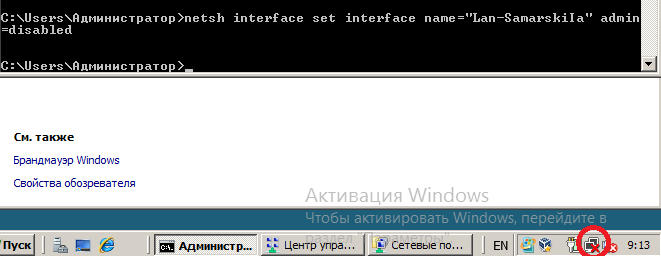 C:\Users\Администратор>netsh interface set interface name="Lan-SamarskiIa" admin
=disabled
C:\Users\Администратор>_
См. также
Брандмауэр Windows
Свойства обозревателя
Активация Windows
Чтобы активировать Windows, перейдите в
раздел "Параметры".
Пуск
C:\
Администр...
Центр упра...
Сетевые по...
EN
9:13